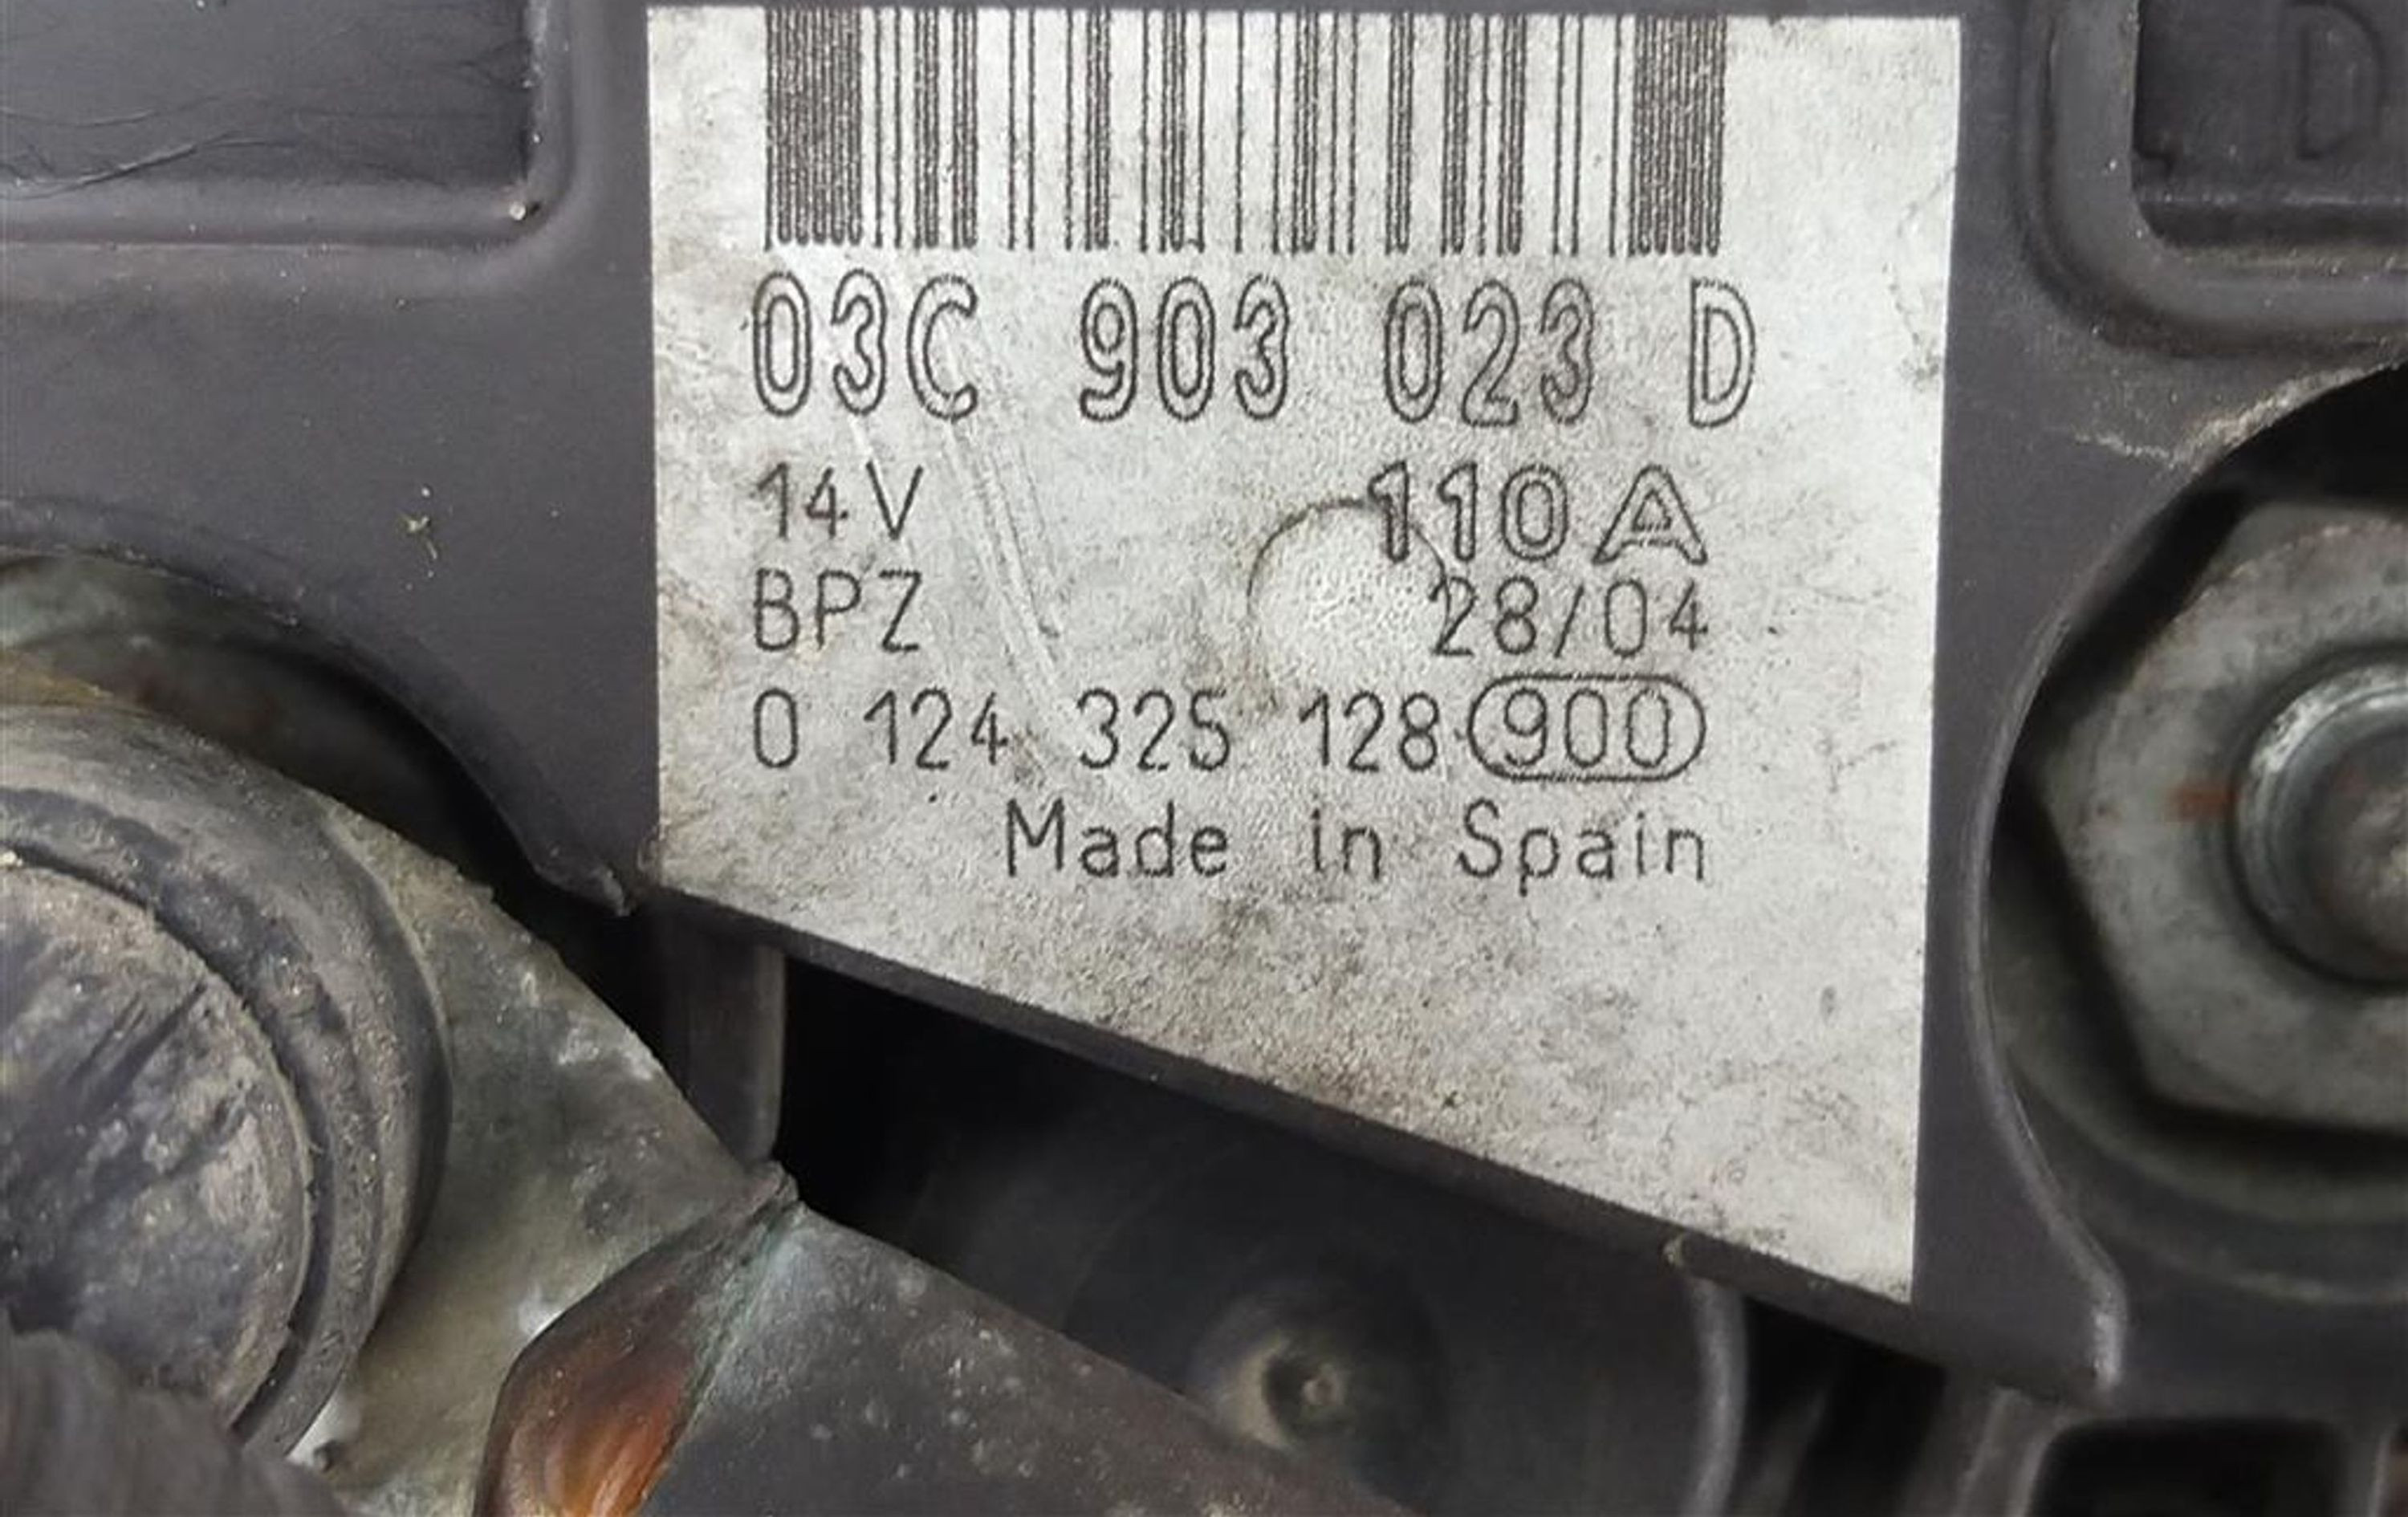 03C 903 023 D
14V 110A
BPZ 28/04
0 124 325 128 900
Made in Spain
D